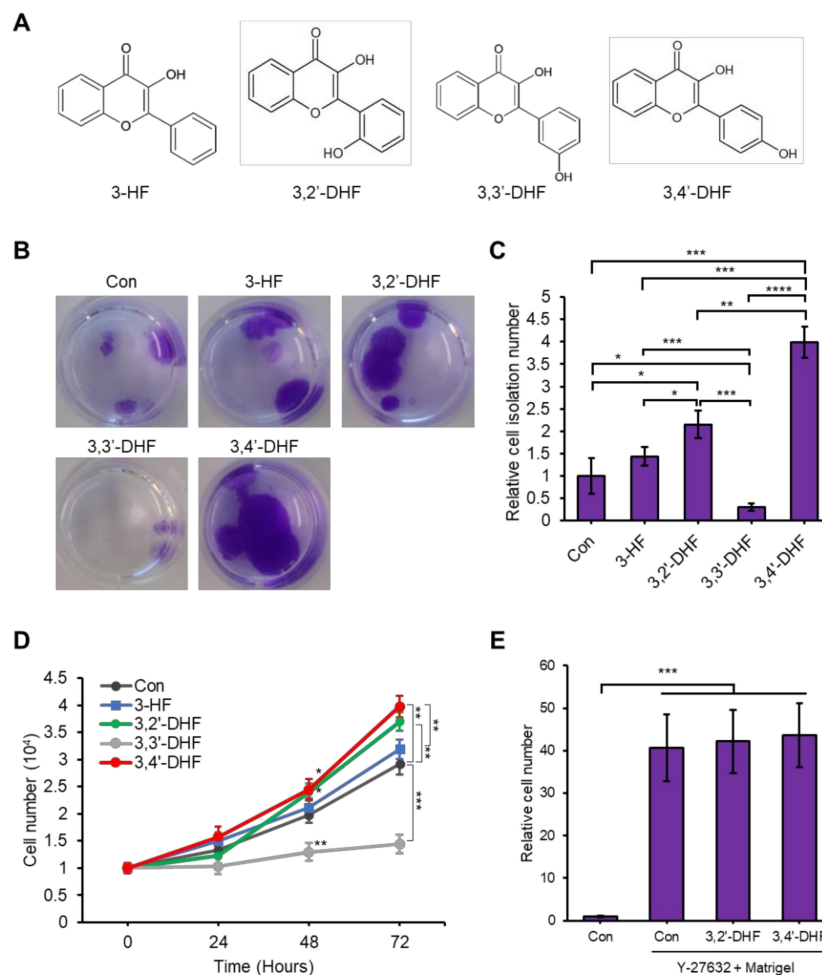 A
O
OH
O
3-HF
O
OH
O
HO
3,2'-DHF
O
OH
O
OH
3,3'-DHF
O
OH
O
OH
3,4'-DHF
B
Con
3-HF
3,2'-DHF
3,3'-DHF
3,4'-DHF
C
Relative cell isolation number
5
4.5
4
3.5
3
2.5
2
1.5
1
0.5
0
***
***
****
**
***
*
*
*
***
Con
3-HF
3,2'-DHF
3,3'-DHF
3,4'-DHF
D
Cell number (10⁴)
4.5
4
3.5
3
2.5
2
1.5
1
0.5
0
Con
3-HF
3,2'-DHF
3,3'-DHF
3,4'-DHF
*
*
**
**
**
**
***
0
24
48
72
Time (Hours)
E
Relative cell number
60
50
40
30
20
10
0
***
Con
Con
3,2'-DHF
3,4'-DHF
Y-27632 + Matrigel